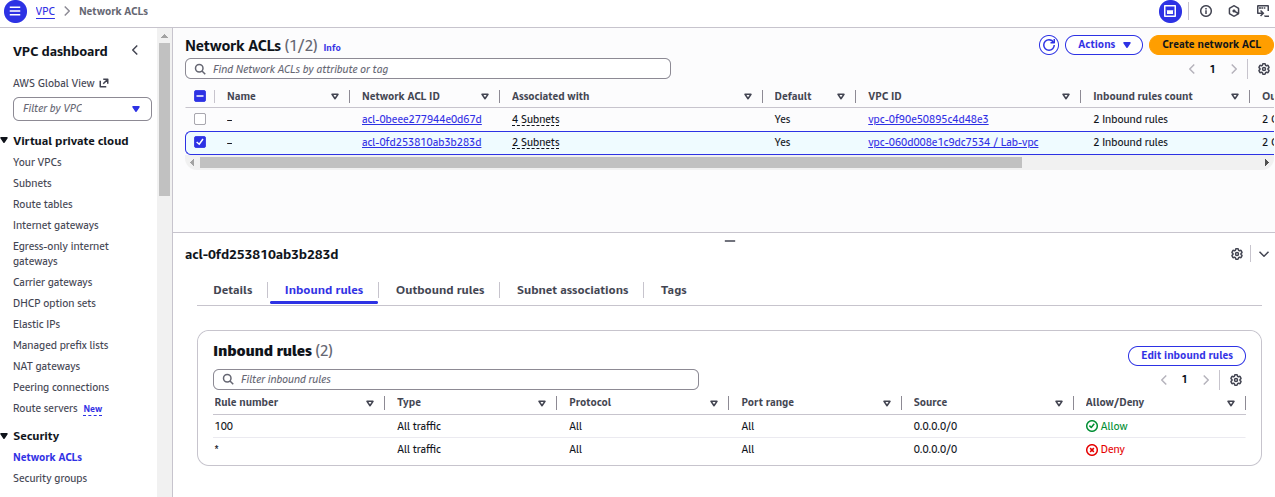 VPC > Network ACLs
VPC dashboard
AWS Global View
Filter by VPC
Virtual private cloud
Your VPCs
Subnets
Route tables
Internet gateways
Egress-only internet
gateways
Carrier gateways
DHCP option sets
Elastic IPs
Managed prefix lists
NAT gateways
Peering connections
Route servers New
Security
Network ACLs
Security groups
Network ACLs (1/2) Info
Actions
Create network ACL
Find Network ACLs by attribute or tag
1
Name Network ACL ID Associated with Default VPC ID Inbound rules count Ou
– acl-0beee277944e0d67d 4 Subnets Yes vpc-0f90e50895c4d48e3 2 Inbound rules 2 O
– acl-0fd253810ab3b283d 2 Subnets Yes vpc-060d008e1c9dc7534 / Lab-vpc 2 Inbound rules 2 O
acl-0fd253810ab3b283d
Details Inbound rules Outbound rules Subnet associations Tags
Inbound rules (2)
Edit inbound rules
Filter inbound rules
1
Rule number Type Protocol Port range Source Allow/Deny
100 All traffic All All 0.0.0.0/0 Allow
* All traffic All All 0.0.0.0/0 Deny